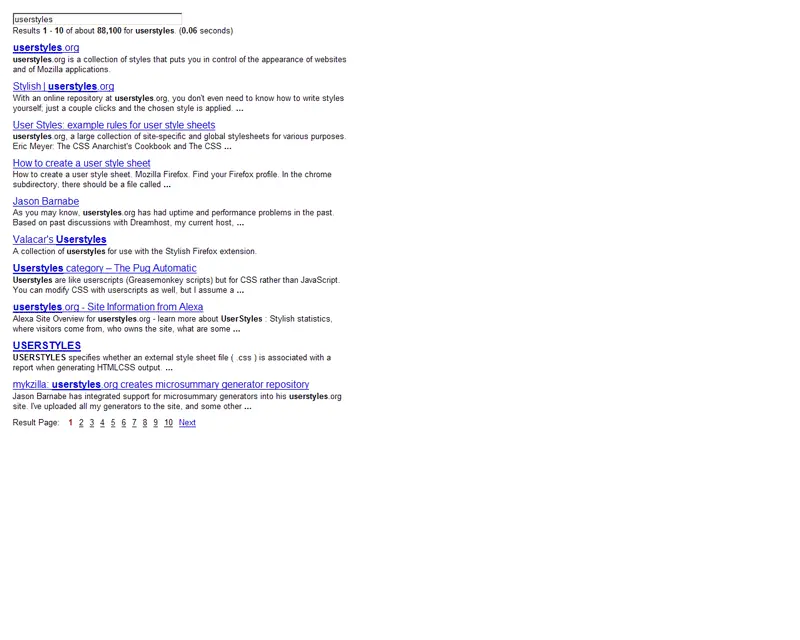 userstyles
Results 1 - 10 of about 88,100 for userstyles. (0.06 seconds)
userstyles.org
userstyles.org is a collection of styles that puts you in control of the appearance of websites
and of Mozilla applications.
Stylish | userstyles.org
With an online repository at userstyles.org, you don't even need to know how to write styles
yourself; just a couple clicks and the chosen style is applied. ...
User Styles: example rules for user style sheets
userstyles.org, a large collection of site-specific and global stylesheets for various purposes.
Eric Meyer: The CSS Anarchist's Cookbook and The CSS ...
How to create a user style sheet
How to create a user style sheet. Mozilla Firefox. Find your Firefox profile. In the chrome
subdirectory, there should be a file called ...
Jason Barnabe
As you may know, userstyles.org has had uptime and performance problems in the past.
Based on past discussions with Dreamhost, my current host, ...
Valacar's Userstyles
A collection of userstyles for use with the Stylish Firefox extension.
Userstyles category – The Pug Automatic
Userstyles are like userscripts (Greasemonkey scripts) but for CSS rather than JavaScript.
You can modify CSS with userscripts as well, but I assume a ...
userstyles.org - Site Information from Alexa
Alexa Site Overview for userstyles.org - learn more about UserStyles : Stylish statistics,
where visitors come from, who owns the site, what are some ...
USERSTYLES
USERSTYLES specifies whether an external style sheet file ( .css ) is associated with a
report when generating HTMLCSS output. ...
mykzilla: userstyles.org creates microsummary generator repository
Jason Barnabe has integrated support for microsummary generators into his userstyles.org
site. I've uploaded all my generators to the site, and some other ...
Result Page: 1 2 3 4 5 6 7 8 9 10 Next